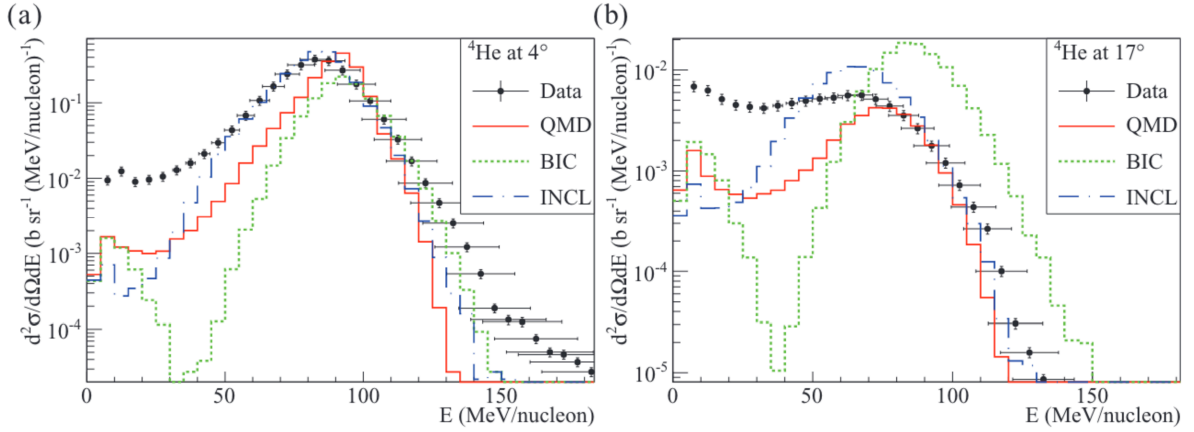 (a)
d²σ/dΩdE (b sr⁻¹ (MeV/nucleon)⁻¹)
10⁻¹
10⁻²
10⁻³
10⁻⁴
⁴He at 4°
Data
QMD
BIC
INCL
0 50 100 150
E (MeV/nucleon)
(b)
d²σ/dΩdE (b sr⁻¹ (MeV/nucleon)⁻¹)
10⁻²
10⁻³
10⁻⁴
10⁻⁵
⁴He at 17°
Data
QMD
BIC
INCL
0 50 100 150
E (MeV/nucleon)